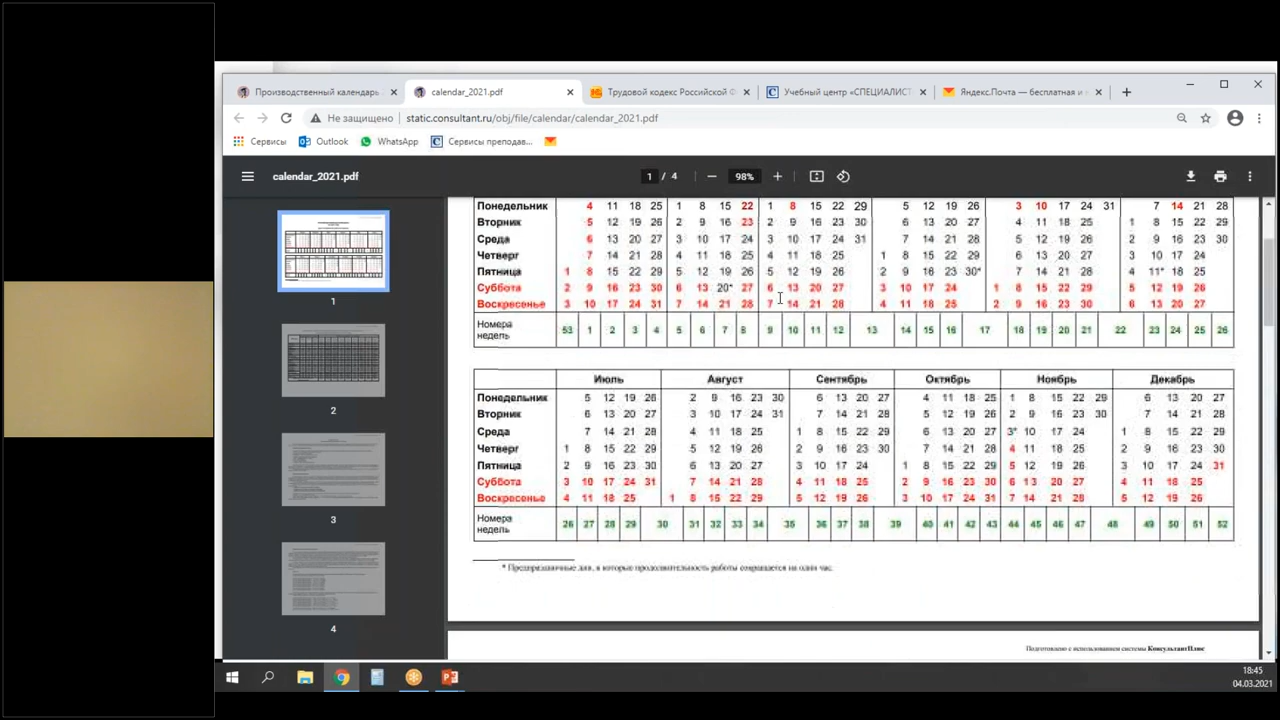 Производственный календарь
calendar_2021.pdf
Трудовой кодекс Российской Ф
Учебный центр «СПЕЦИАЛИСТ
Яндекс.Почта — бесплатная и н
Не защищено
static.consultant.ru/obj/file/calendar/calendar_2021.pdf
Сервисы
Outlook
WhatsApp
Сервисы преподав...
calendar_2021.pdf
1 / 4
98%
Понедельник 4 11 18 25 1 8 15 22 1 8 15 22 29 5 12 19 26 3 10 17 24 31 7 14 21 28
Вторник 5 12 19 26 2 9 16 23 2 9 16 23 30 6 13 20 27 4 11 18 25 1 8 15 22 29
Среда 6 13 20 27 3 10 17 24 3 10 17 24 31 7 14 21 28 5 12 19 26 2 9 16 23 30
Четверг 7 14 21 28 4 11 18 25 4 11 18 25 1 8 15 22 29 6 13 20 27 3 10 17 24
Пятница 1 8 15 22 29 5 12 19 26 5 12 19 26 2 9 16 23 30* 7 14 21 28 4 11* 18 25
Суббота 2 9 16 23 30 6 13 20* 27 6 13 20 27 3 10 17 24 1 8 15 22 29 5 12 19 26
Воскресенье 3 10 17 24 31 7 14 21 28 7 14 21 28 4 11 18 25 2 9 16 23 30 6 13 20 27
Номера недель 53 1 2 3 4 5 6 7 8 9 10 11 12 13 14 15 16 17 18 19 20 21 22 23 24 25 26
Июль Август Сентябрь Октябрь Ноябрь Декабрь
Понедельник 5 12 19 26 2 9 16 23 30 6 13 20 27 4 11 18 25 1 8 15 22 29 6 13 20 27
Вторник 6 13 20 27 3 10 17 24 31 7 14 21 28 5 12 19 26 2 9 16 23 30 7 14 21 28
Среда 7 14 21 28 4 11 18 25 1 8 15 22 29 6 13 20 27 3* 10 17 24 1 8 15 22 29
Четверг 1 8 15 22 29 5 12 19 26 2 9 16 23 30 7 14 21 28 4 11 18 25 2 9 16 23 30
Пятница 2 9 16 23 30 6 13 20 27 3 10 17 24 1 8 15 22 29 5 12 19 26 3 10 17 24 31
Суббота 3 10 17 24 31 7 14 21 28 4 11 18 25 2 9 16 23 30 6 13 20 27 4 11 18 25
Воскресенье 4 11 18 25 1 8 15 22 29 5 12 19 26 3 10 17 24 31 7 14 21 28 5 12 19 26
Номера недель 26 27 28 29 30 31 32 33 34 35 36 37 38 39 40 41 42 43 44 45 46 47 48 49 50 51 52
* Предпраздничные дни, в которые продолжительность работы сокращается на один час.
Подготовлено с использованием системы КонсультантПлюс
1
2
3
4
18:45
04.03.2021